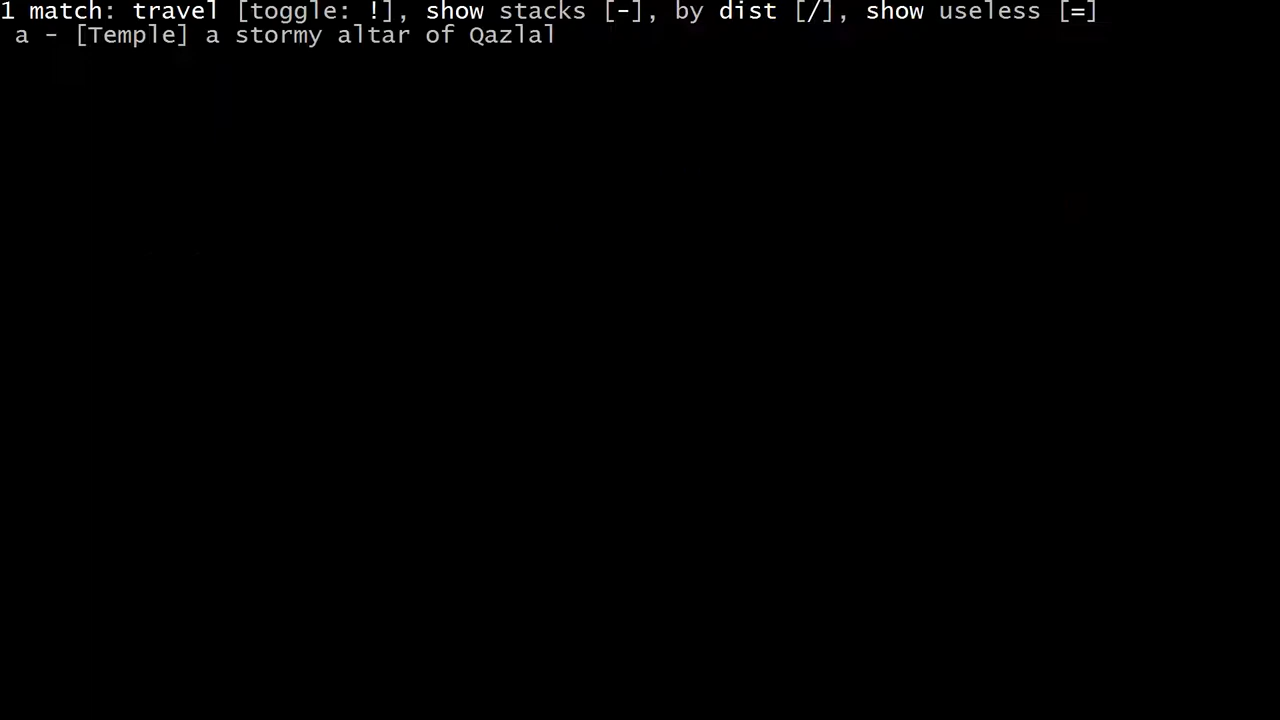 1 match: travel [toggle: !], show stacks [-], by dist [/], show useless [=]
a - [Temple] a stormy altar of Qazlal